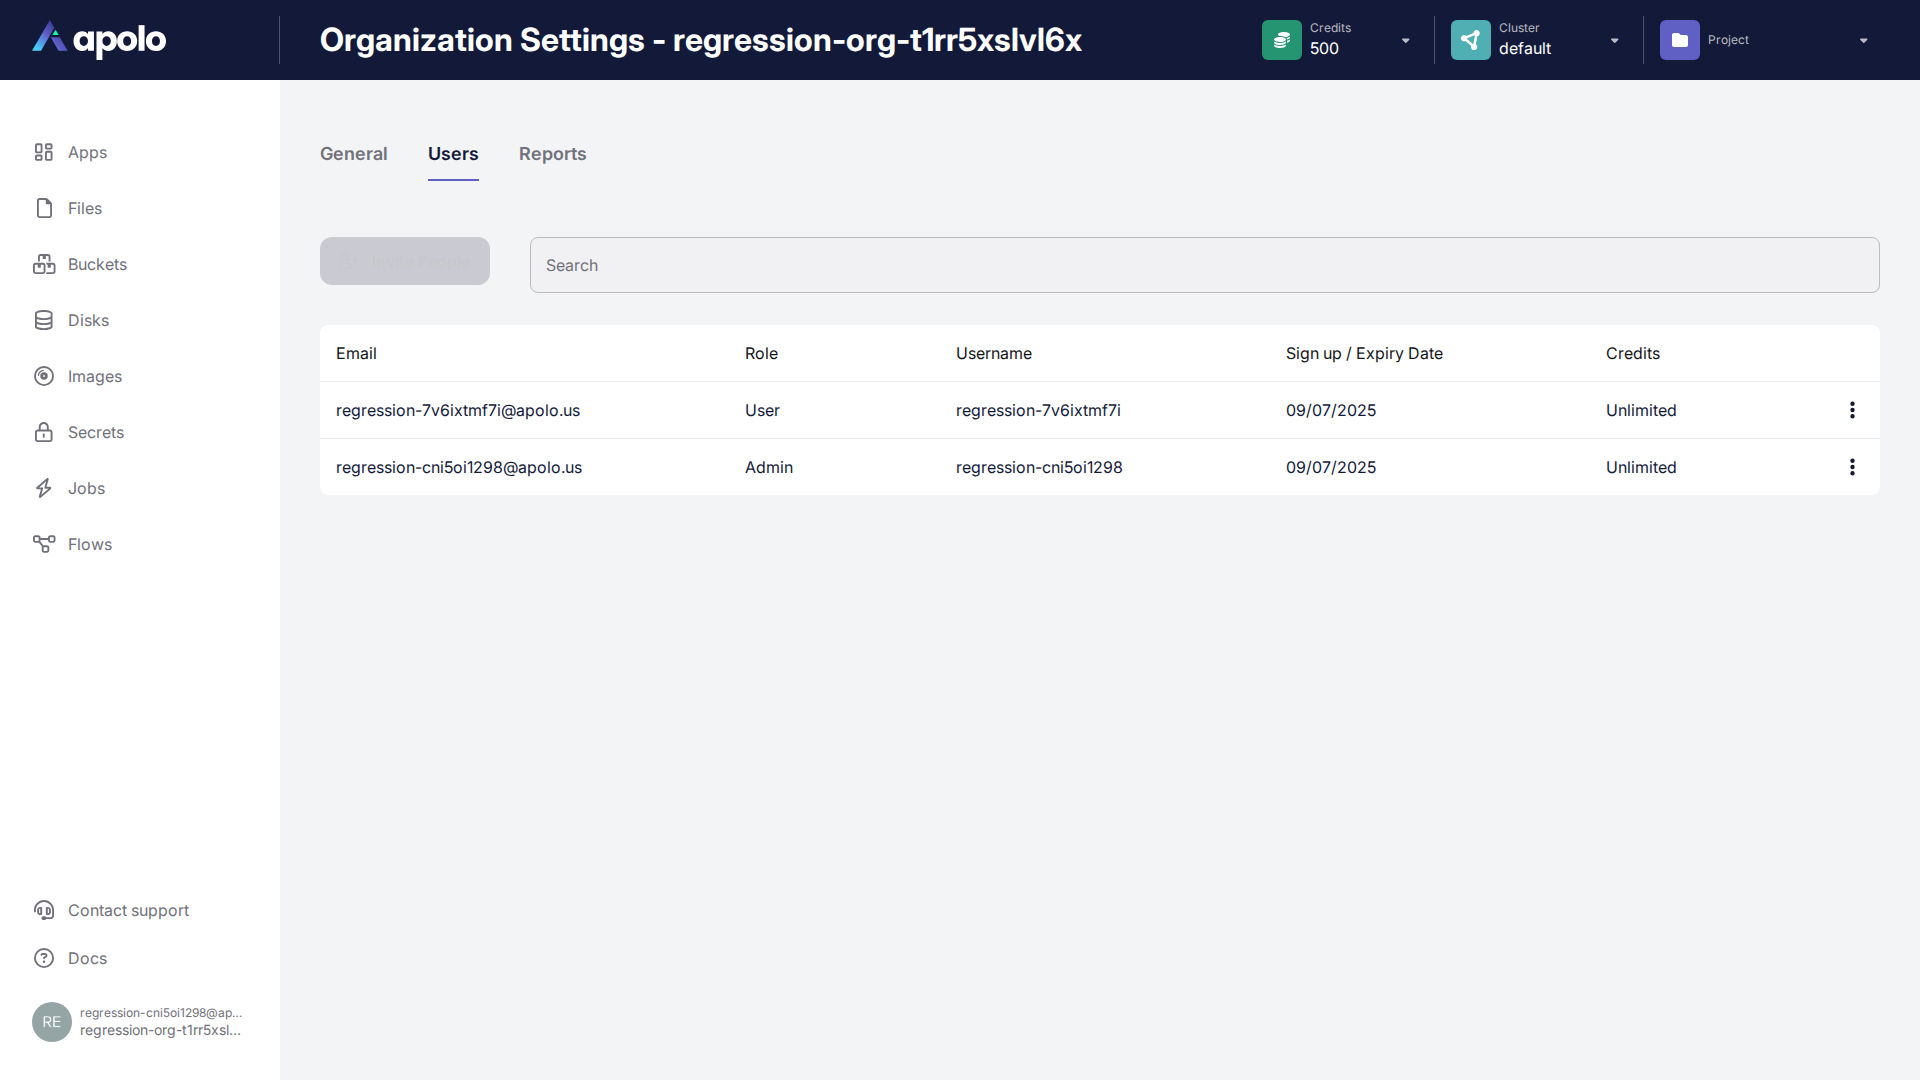 apolo
Organization Settings - regression-org-t1rr5xslvl6x
Credits
500
Cluster
default
Project
Apps
Files
Buckets
Disks
Images
Secrets
Jobs
Flows
Contact support
Docs
RE
regression-cni5oi1298@ap...
regression-org-t1rr5xsl...
General Users Reports
Search
Email Role Username Sign up / Expiry Date Credits
regression-7v6ixtmf7i@apolo.us User regression-7v6ixtmf7i 09/07/2025 Unlimited
regression-cni5oi1298@apolo.us Admin regression-cni5oi1298 09/07/2025 Unlimited